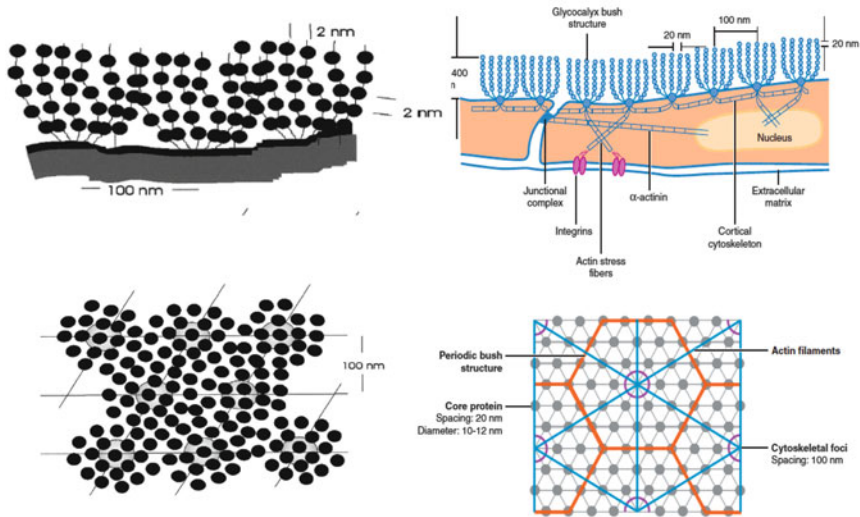 2 nm
2 nm
100 nm
Glycocalyx bush
structure
20 nm
100 nm
20 nm
400
Nucleus
Junctional
complex
α-actinin
Extracellular
matrix
Integrins
Cortical
cytoskeleton
Actin stress
fibers
100 nm
Periodic bush
structure
Actin filaments
Core protein
Spacing: 20 nm
Diameter: 10-12 nm
Cytoskeletal foci
Spacing: 100 nm